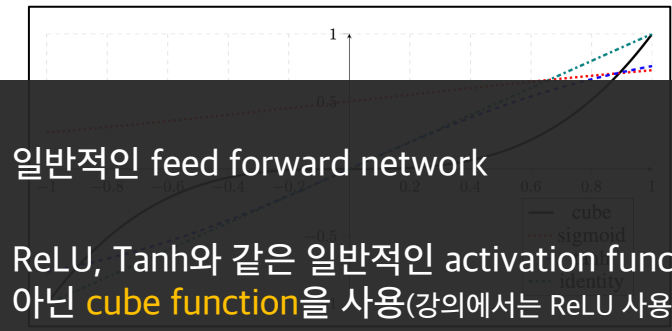 1
0.5
일반적인 feed forward network
−1 −0.8 −0.6 −0.4 −0.2 0.2 0.4 0.6 0.8 1
cube
−0.5 sigmoid
ReLU, Tanh와 같은 일반적인 activation func
identity
아닌 cube function을 사용(강의에서는 ReLU 사용